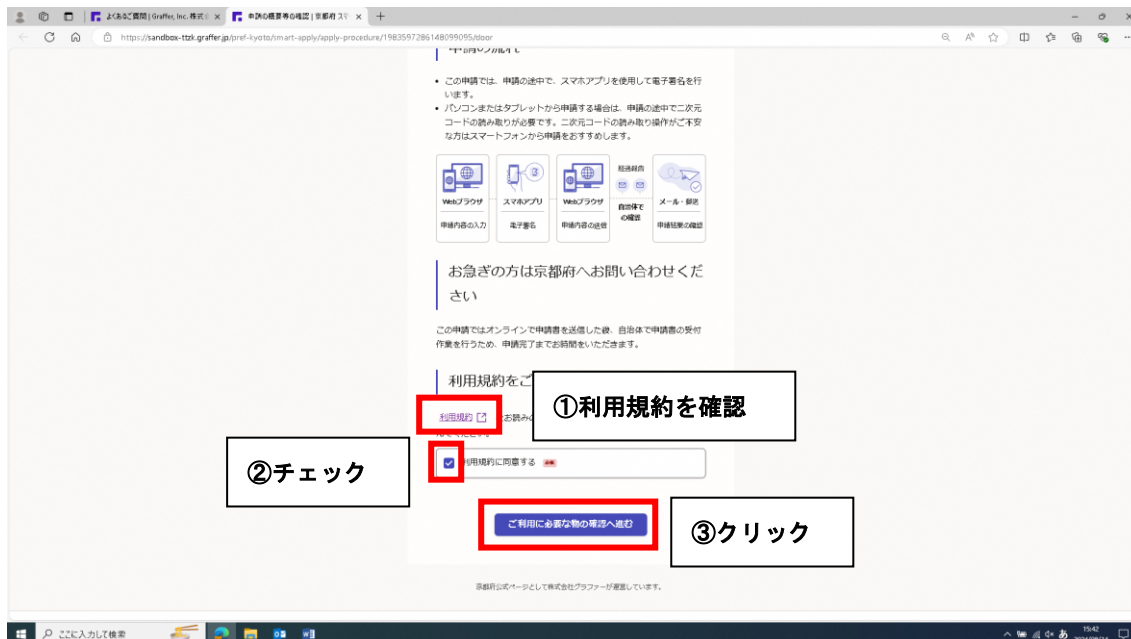 よくあるご質問 | Graffer, Inc. 株式
申請の概要等の確認 | 京都府 スマ
https://sandbox-ttzk.graffer.jp/pref-kyoto/smart-apply/apply-procedure/1983597286148099095/door
申請の流れ
• この申請では、申請の途中で、スマホアプリを使用して電子署名を行
います。
• パソコンまたはタブレットから申請する場合は、申請の途中で二次元
コードの読み取りが必要です。二次元コードの読み取り操作がご不安
な方はスマートフォンから申請をおすすめします。
Webブラウザ
申請内容の入力
スマホアプリ
電子署名
Webブラウザ
申請内容の送信
自治体で
の確認
メール・郵送
申請結果の確認
お急ぎの方は京都府へお問い合わせくだ
さい
この申請ではオンラインで申請書を送信した後、自治体で申請書の受付
作業を行うため、申請完了までお時間をいただきます。
利用規約をご
①利用規約を確認
利用規約
をお読みの
②チェック
利用規約に同意する 必須
ご利用に必要な物の確認へ進む
③クリック
京都府公式ページとして株式会社グラファーが運営しています。
ここに入力して検索
あ
15:42